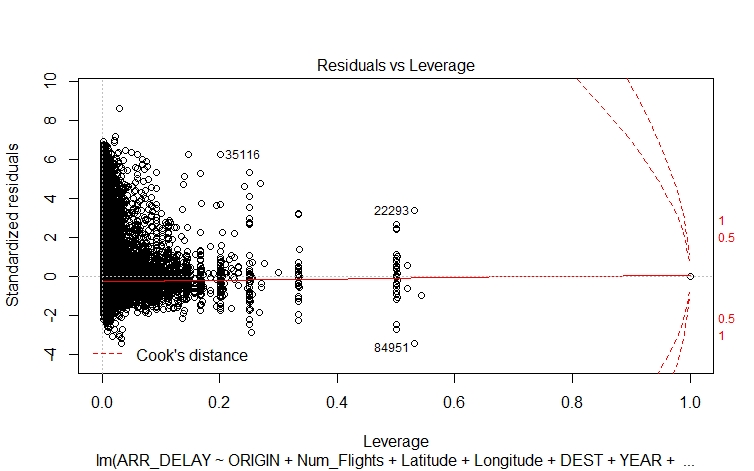 Residuals vs Leverage
Standardized residuals
10
8
6
4
2
0
-2
-4
35116
22293
84951
1
0.5
0.5
1
Cook's distance
0.0 0.2 0.4 0.6 0.8 1.0
Leverage
lm(ARR_DELAY ~ ORIGIN + Num_Flights + Latitude + Longitude + DEST + YEAR + ...